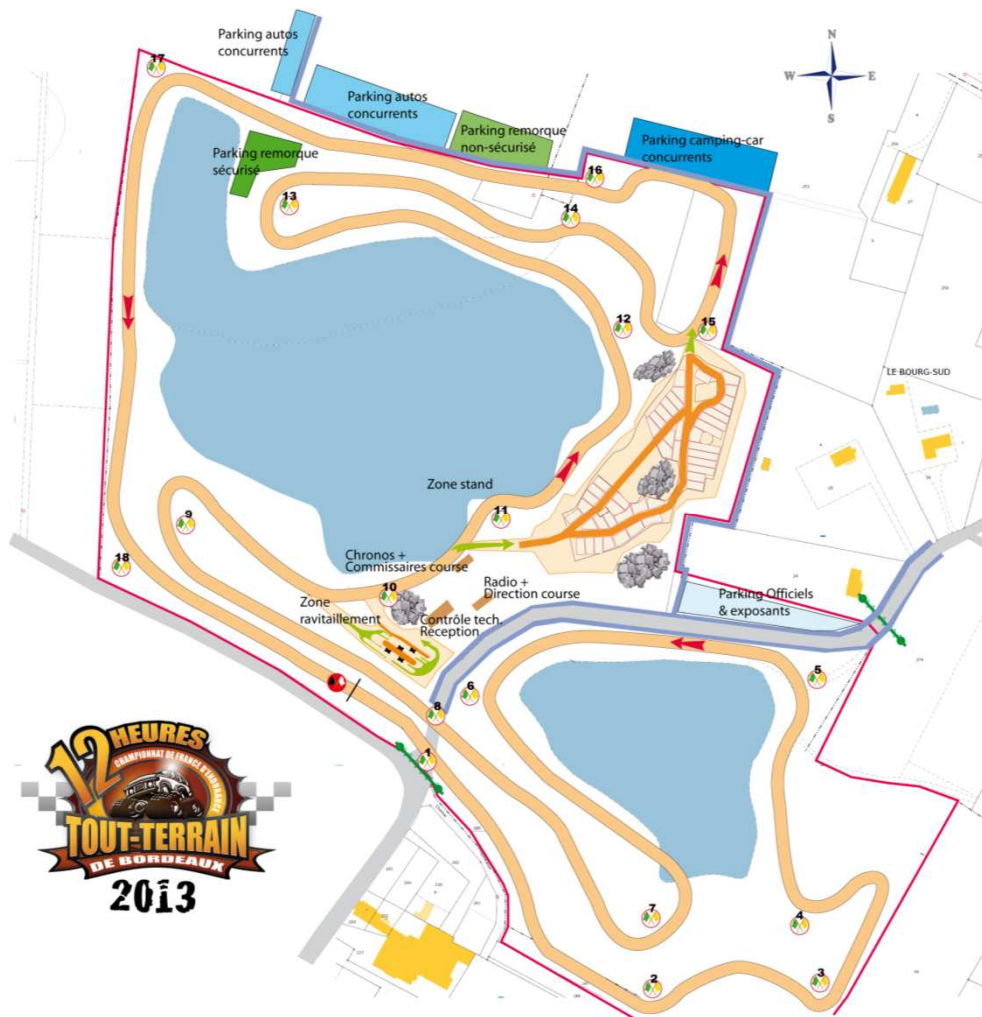 Parking autos
concurrents
17
N
W E
S
Parking autos
concurrents
Parking remorque
non-sécurisé
Parking camping-car
concurrents
Parking remorque
sécurisé
16
13
14
12
15
LE BOURG-SUD
Zone stand
11
9
Chronos +
Commissaires course
18
10
Radio +
Direction course
Parking Officiels
& exposants
Zone
ravitaillement
Contrôle tech.
Réception
5
6
8
1
12 HEURES
CHAMPIONNAT DE FRANCE D'ENDURANCE
TOUT-TERRAIN
DE BORDEAUX
2013
7
4
3
2